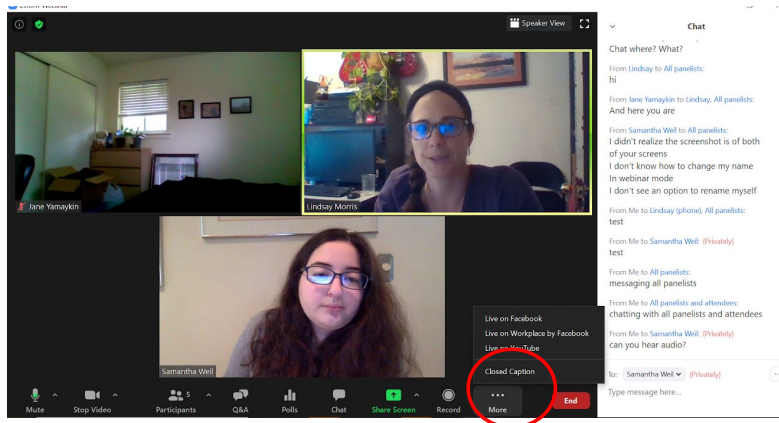 Zoom Webinar
Speaker View
Chat
Chat where? What?
From Lindsay to All panelists:
hi
From Jane Yamaykin to Lindsay, All panelists:
And here you are
From Samantha Weil to All panelists:
I didn't realize the screenshot is of both
of your screens
I don't know how to change my name
In webinar mode
I don't see an option to rename myself
From Me to Lindsay (phone), All panelists:
test
From Me to Samantha Weil: (Privately)
test
From Me to All panelists:
messaging all panelists
From Me to All panelists and attendees:
chatting with all panelists and attendees
From Me to Samantha Weil: (Privately)
can you hear audio?
To: Samantha Weil (Privately)
Type message here...
Jane Yamaykin
Lindsay Morris
Samantha Weil
Live on Facebook
Live on Workplace by Facebook
Live on YouTube
Closed Caption
Mute
Stop Video
5
Participants
Q&A
Polls
Chat
Share Screen
Record
More
End